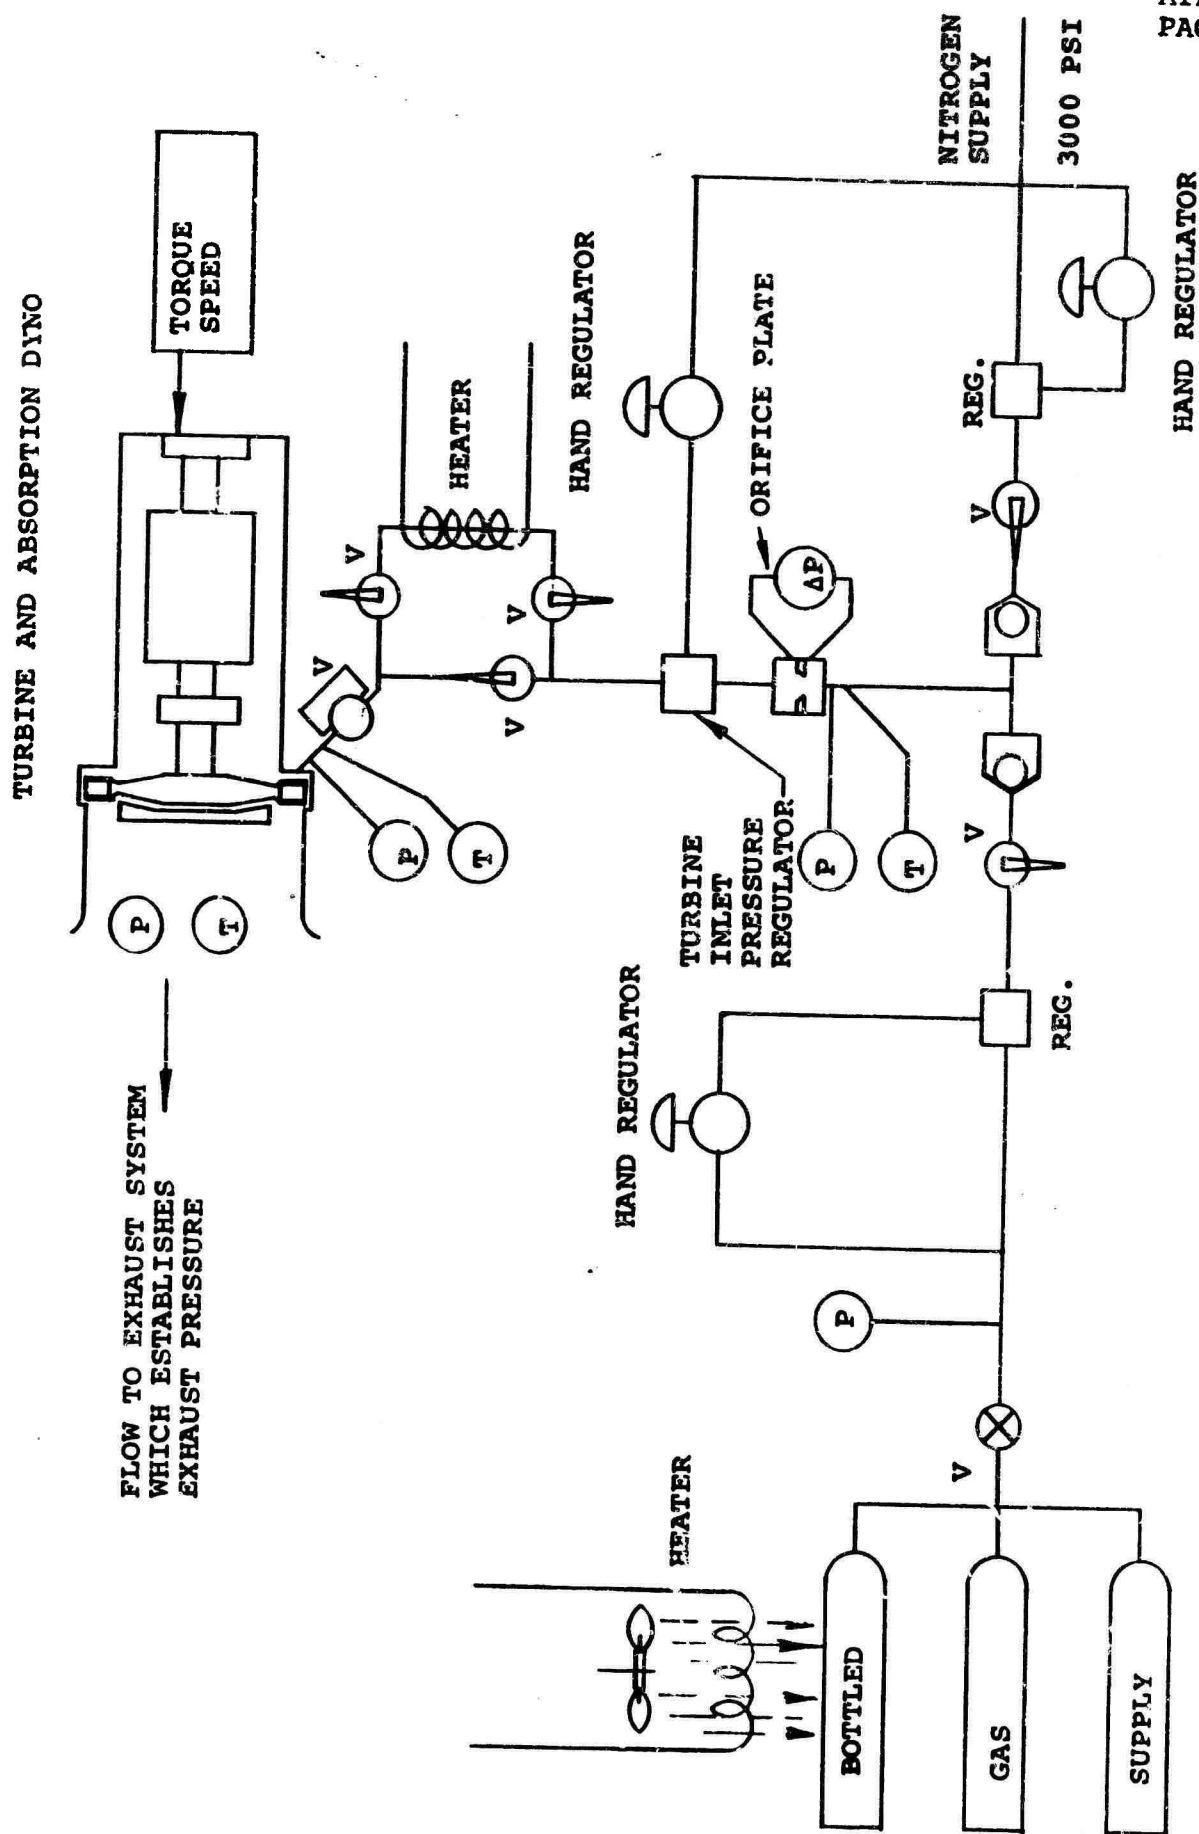 TURBINE AND ABSORPTION DYNO
FLOW TO EXHAUST SYSTEM
WHICH ESTABLISHES
EXHAUST PRESSURE
P
T
TORQUE
SPEED
P
T
V
V
V
V
HEATER
HAND REGULATOR
HEATER
HAND REGULATOR
TURBINE
INLET
PRESSURE
REGULATOR
ORIFICE PLATE
ΔP
P
T
P
NITROGEN
SUPPLY
3000 PSI
BOTTLED
GAS
SUPPLY
V
REG.
V
V
REG.
HAND REGULATOR